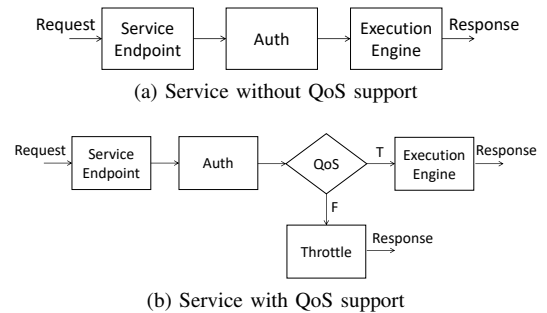 Request
Service
Endpoint
Auth
Execution
Engine
Response
(a) Service without QoS support
Request
Service
Endpoint
Auth
QoS
T
Execution
Engine
Response
F
Throttle
Response
(b) Service with QoS support